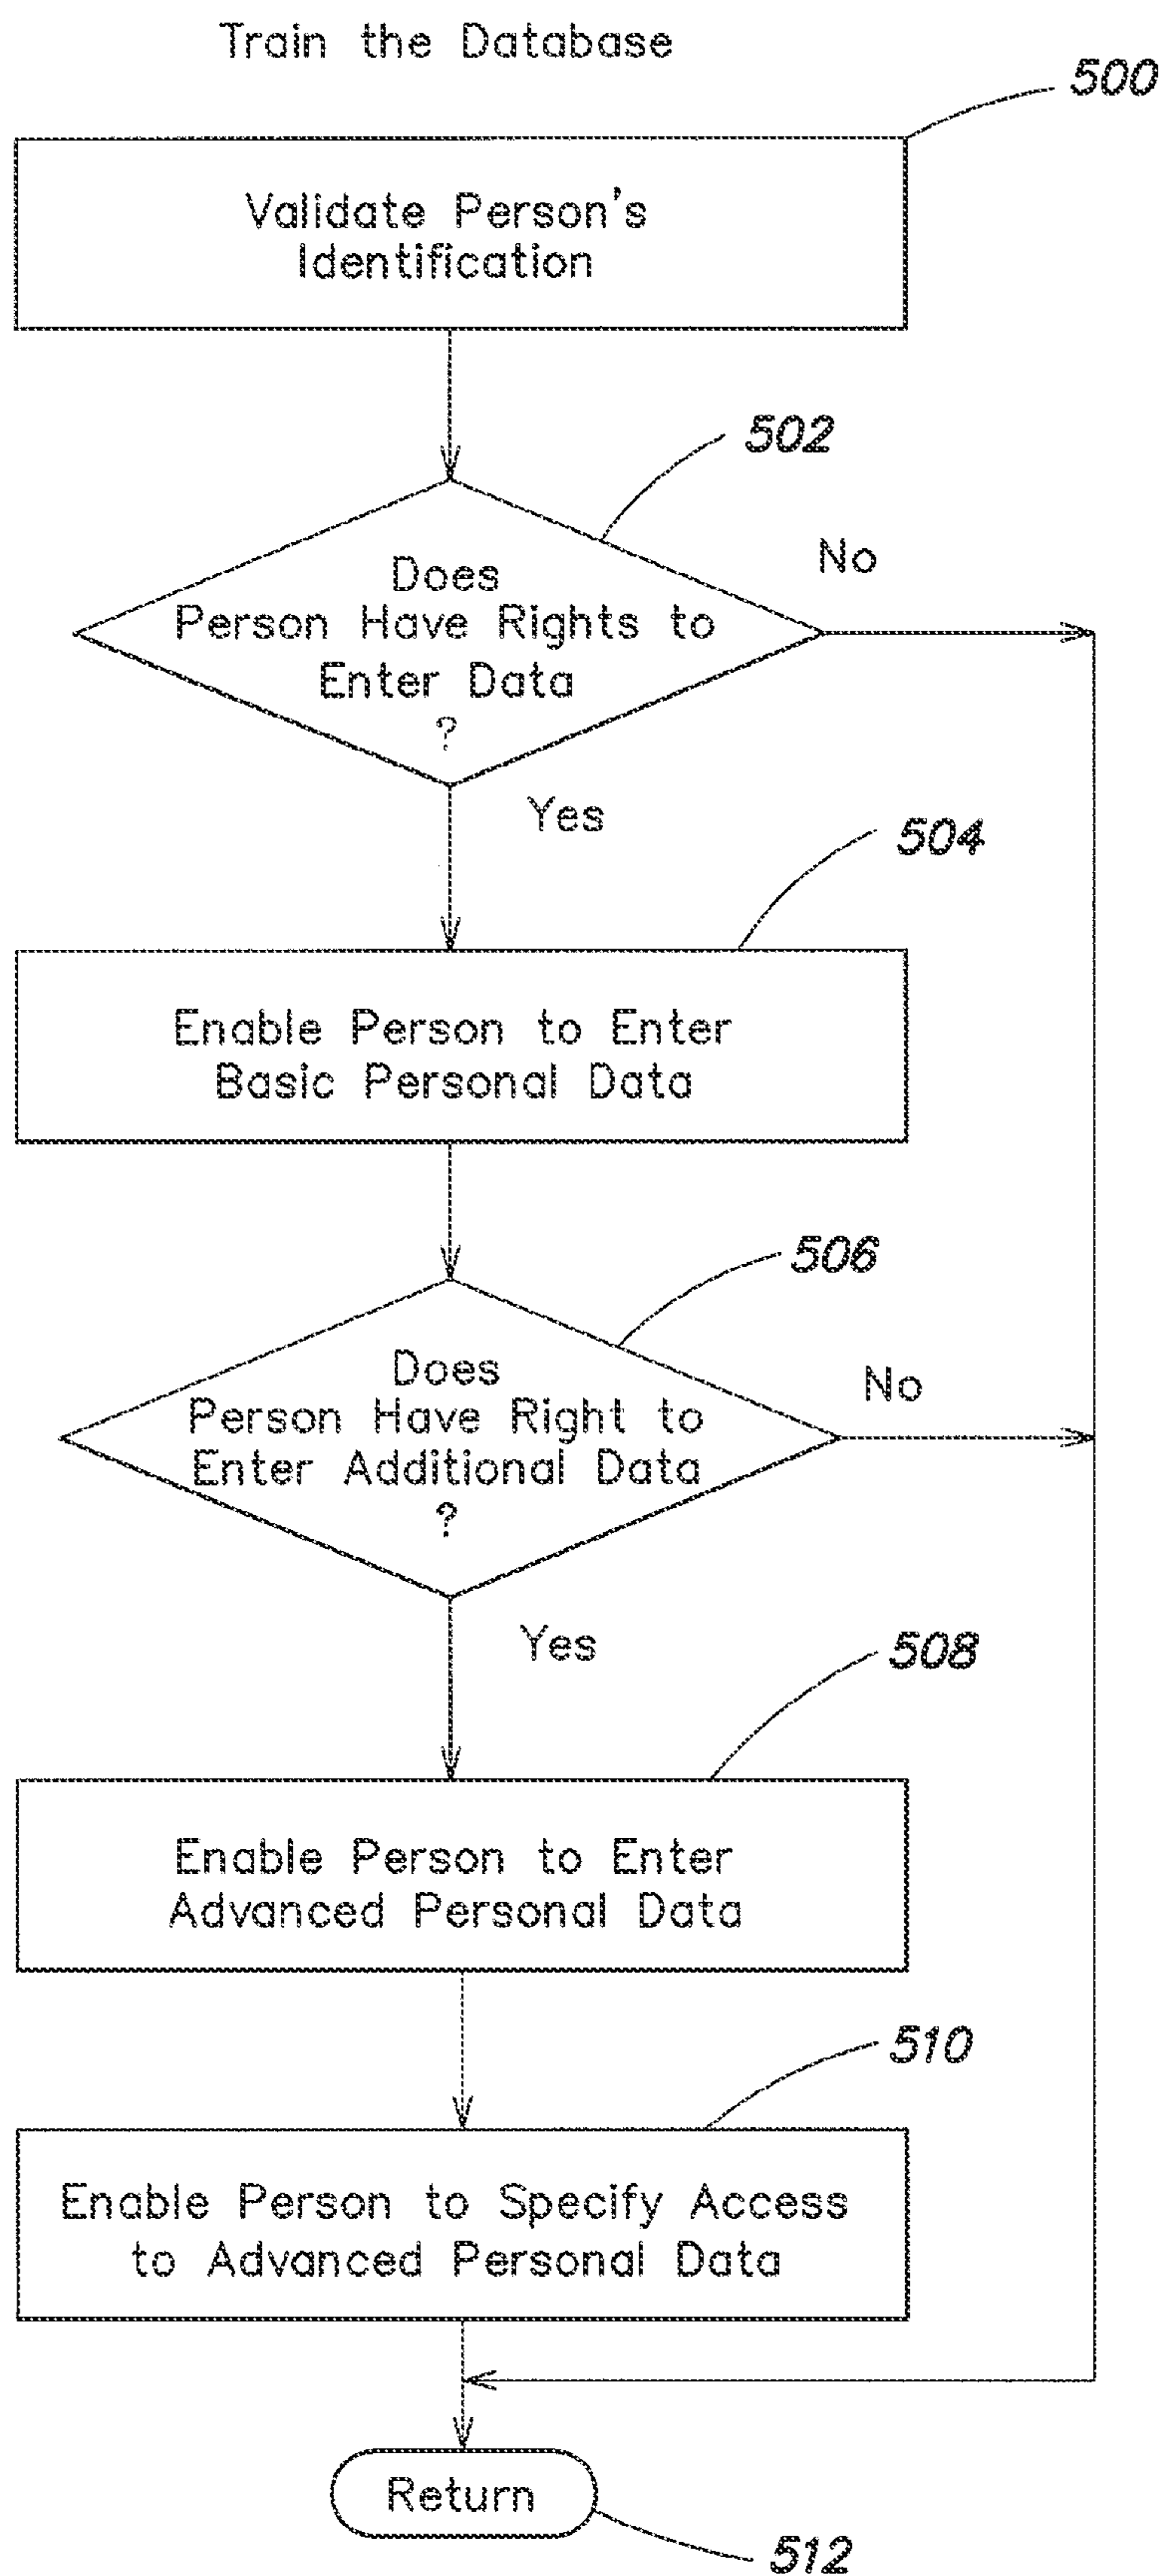 Train the Database
500
Validate Person's
Identification
502
Does
Person Have Rights to
Enter Data
?
No
Yes
504
Enable Person to Enter
Basic Personal Data
506
Does
Person Have Right to
Enter Additional Data
?
No
Yes
508
Enable Person to Enter
Advanced Personal Data
510
Enable Person to Specify Access
to Advanced Personal Data
Return
512